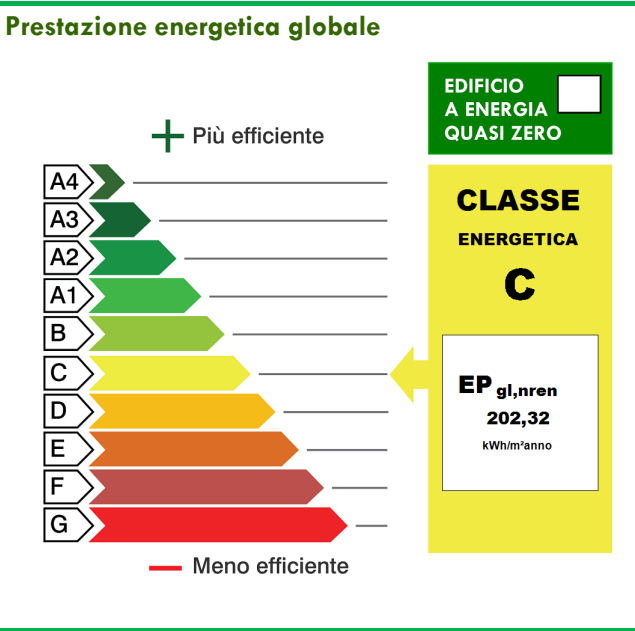 Prestazione energetica globale
EDIFICIO
A ENERGIA
QUASI ZERO
+ Più efficiente
A4
A3
A2
A1
B
C
D
E
F
G
— Meno efficiente
CLASSE
ENERGETICA
C
EP gl,nren
202,32
kWh/m²anno